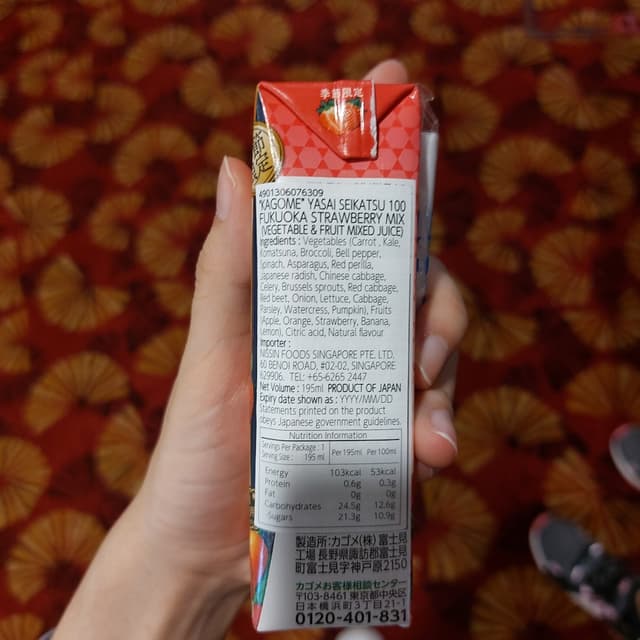 季節限定
4901306076309
"KAGOME" YASAI SEIKATSU 100
FUKUOKA STRAWBERRY MIX
(VEGETABLE & FRUIT MIXED JUICE)
Ingredients : Vegetables (Carrot , Kale,
Komatsuna, Broccoli, Bell pepper,
Spinach, Asparagus, Red perilla,
Japanese radish, Chinese cabbage,
Celery, Brussels sprouts, Red cabbage,
Red beet, Onion, Lettuce, Cabbage,
Parsley, Watercress, Pumpkin), Fruits
(Apple, Orange, Strawberry, Banana,
Lemon), Citric acid, Natural flavour
Importer :
NISSIN FOODS SINGAPORE PTE. LTD.
60 BENOI ROAD, #02-02, SINGAPORE
629906. TEL: +65-6265 2447
Net Volume : 195ml PRODUCT OF JAPAN
Expiry date shown as : YYYY/MM/DD
Statements printed on the product
obeys Japanese government guidelines.
Nutrition Information
Servings Per Package : 1
Serving Size : 195 ml
Per 195ml Per 100ml
Energy 103kcal 53kcal
Protein 0.6g 0.3g
Fat 0g 0g
Carbohydrates 24.5g 12.6g
-Sugars 21.3g 10.9g
製造所:カゴメ(株)富士見
工場 長野県諏訪郡富士見
町富士見字神戸原2150
カゴメお客様相談センター
〒103-8461 東京都中央区
日本橋浜町3丁目21-1
0120-401-831